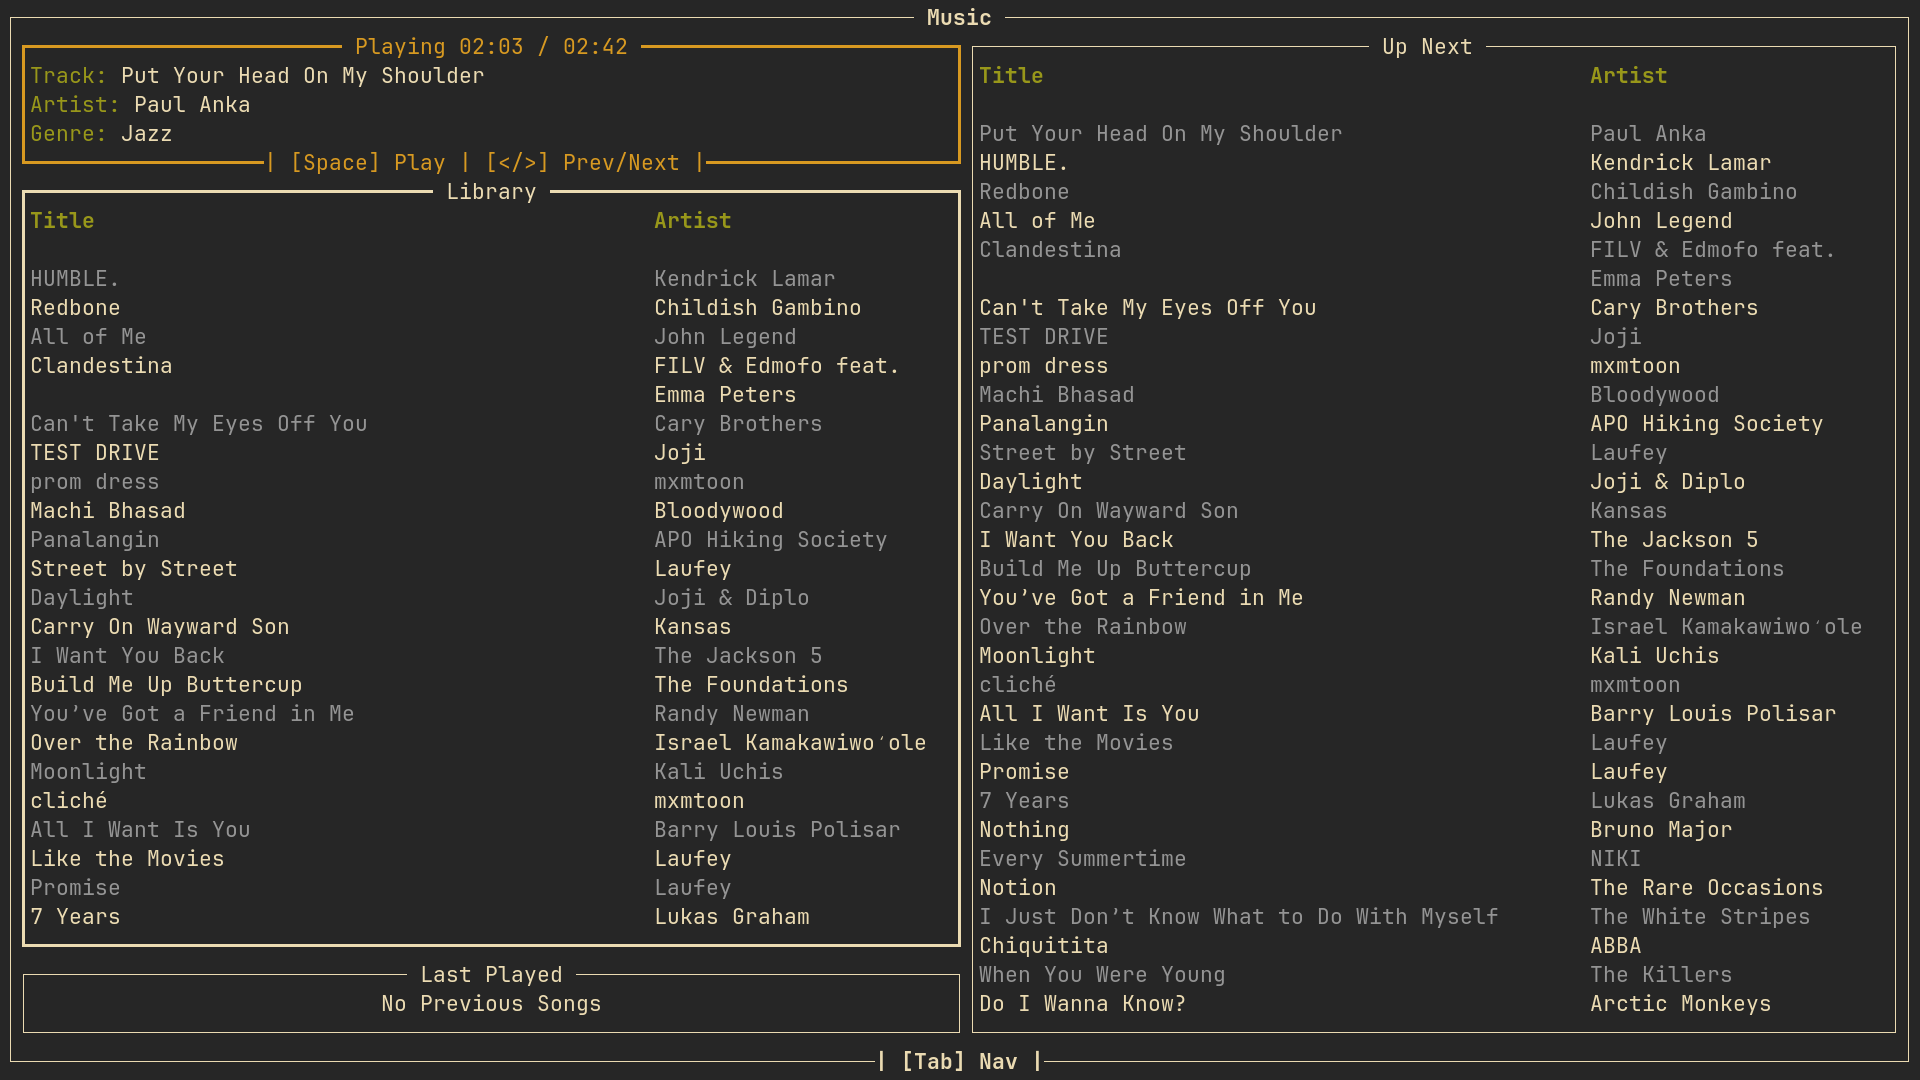 Music
Playing 02:03 / 02:42
Track: Put Your Head On My Shoulder
Artist: Paul Anka
Genre: Jazz
| [Space] Play | [</>] Prev/Next |
Library
Title Artist
HUMBLE. Kendrick Lamar
Redbone Childish Gambino
All of Me John Legend
Clandestina FILV & Edmofo feat.
Emma Peters
Can't Take My Eyes Off You Cary Brothers
TEST DRIVE Joji
prom dress mxmtoon
Machi Bhasad Bloodywood
Panalangin APO Hiking Society
Street by Street Laufey
Daylight Joji & Diplo
Carry On Wayward Son Kansas
I Want You Back The Jackson 5
Build Me Up Buttercup The Foundations
You’ve Got a Friend in Me Randy Newman
Over the Rainbow Israel Kamakawiwoʻole
Moonlight Kali Uchis
cliché mxmtoon
All I Want Is You Barry Louis Polisar
Like the Movies Laufey
Promise Laufey
7 Years Lukas Graham
Last Played
No Previous Songs
Up Next
Title Artist
Put Your Head On My Shoulder Paul Anka
HUMBLE. Kendrick Lamar
Redbone Childish Gambino
All of Me John Legend
Clandestina FILV & Edmofo feat.
Emma Peters
Can't Take My Eyes Off You Cary Brothers
TEST DRIVE Joji
prom dress mxmtoon
Machi Bhasad Bloodywood
Panalangin APO Hiking Society
Street by Street Laufey
Daylight Joji & Diplo
Carry On Wayward Son Kansas
I Want You Back The Jackson 5
Build Me Up Buttercup The Foundations
You’ve Got a Friend in Me Randy Newman
Over the Rainbow Israel Kamakawiwoʻole
Moonlight Kali Uchis
cliché mxmtoon
All I Want Is You Barry Louis Polisar
Like the Movies Laufey
Promise Laufey
7 Years Lukas Graham
Nothing Bruno Major
Every Summertime NIKI
Notion The Rare Occasions
I Just Don’t Know What to Do With Myself The White Stripes
Chiquitita ABBA
When You Were Young The Killers
Do I Wanna Know? Arctic Monkeys
| [Tab] Nav |